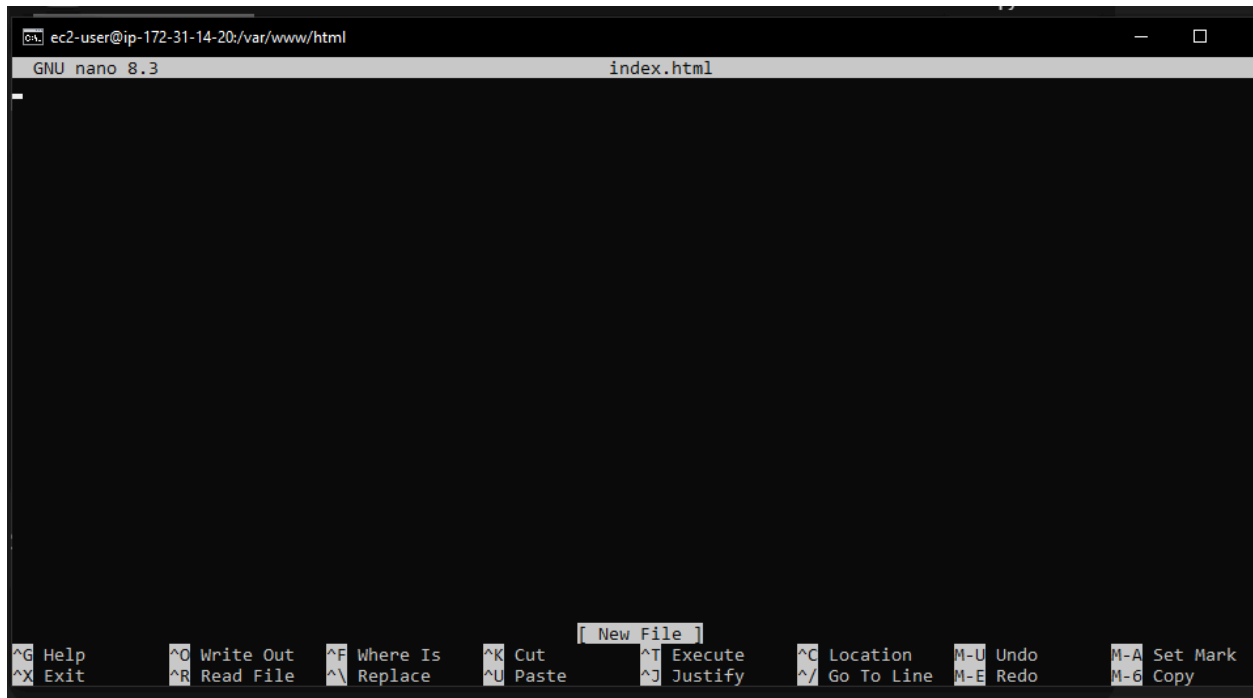 ec2-user@ip-172-31-14-20:/var/www/html
GNU nano 8.3 index.html
[ New File ]
^G Help ^O Write Out ^F Where Is ^K Cut ^T Execute ^C Location M-U Undo M-A Set Mark
^X Exit ^R Read File ^\ Replace ^U Paste ^J Justify ^/ Go To Line M-E Redo M-6 Copy